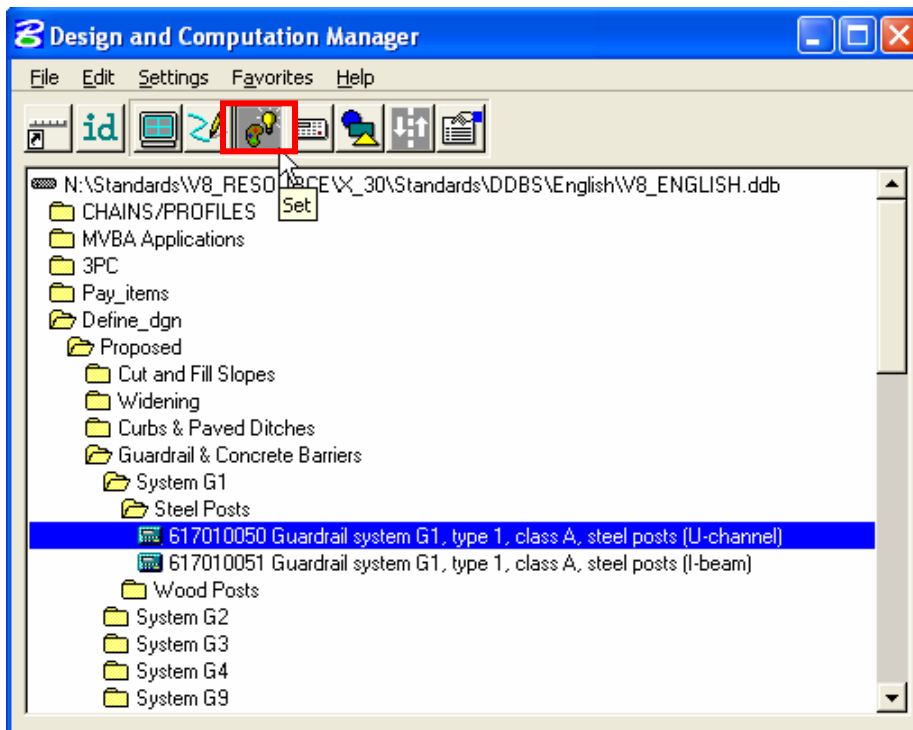 Design and Computation Manager
File Edit Settings Favorites Help
id
N:\Standards\V8_RESO CE\X_30\Standards\DDBS\English\V8_ENGLISH.ddb
Set
CHAINS/PROFILES
MVBA Applications
3PC
Pay_items
Define_dgn
Proposed
Cut and Fill Slopes
Widening
Curbs & Paved Ditches
Guardrail & Concrete Barriers
System G1
Steel Posts
617010050 Guardrail system G1, type 1, class A, steel posts (U-channel)
617010051 Guardrail system G1, type 1, class A, steel posts (I-beam)
Wood Posts
System G2
System G3
System G4
System G9